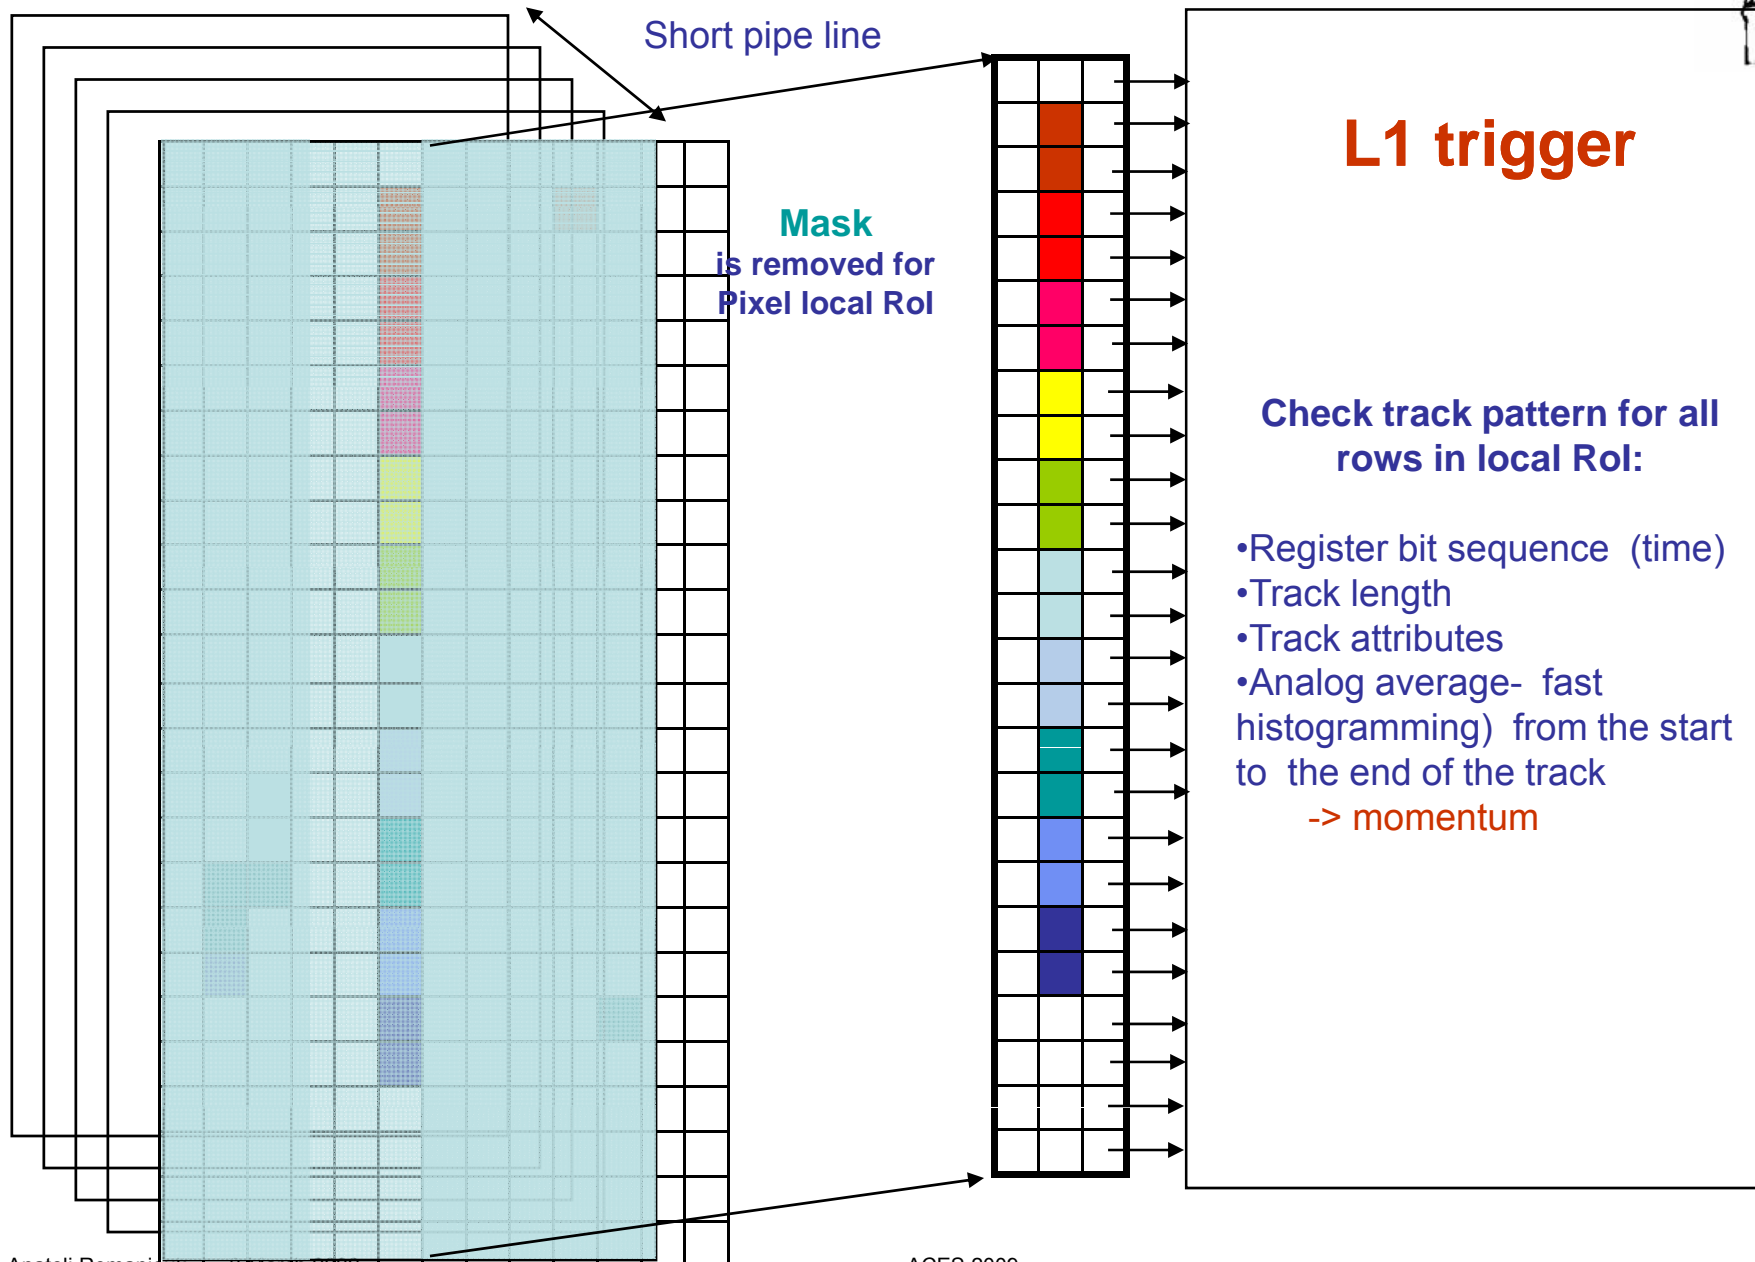 Short pipe line
Mask
is removed for
Pixel local RoI
L1 trigger
Check track pattern for all
rows in local RoI:
•Register bit sequence (time)
•Track length
•Track attributes
•Analog average- fast
histogramming) from the start
to the end of the track
-> momentum
ACES 2009